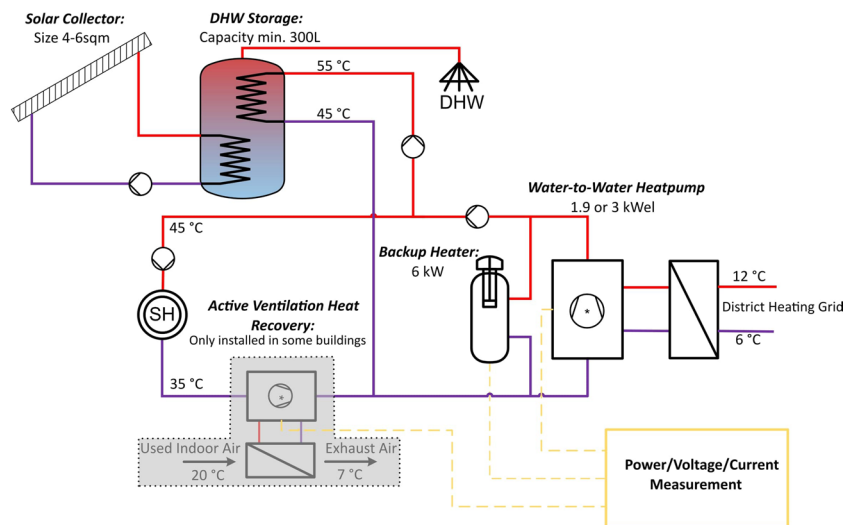 Solar Collector:
Size 4-6sqm
DHW Storage:
Capacity min. 300L
55 °C
45 °C
DHW
Water-to-Water Heatpump
1.9 or 3 kWel
45 °C
Backup Heater:
6 kW
*
12 °C
District Heating Grid
6 °C
SH
Active Ventilation Heat
Recovery:
Only installed in some buildings
35 °C
*
Used Indoor Air
20 °C
Exhaust Air
7 °C
Power/Voltage/Current
Measurement